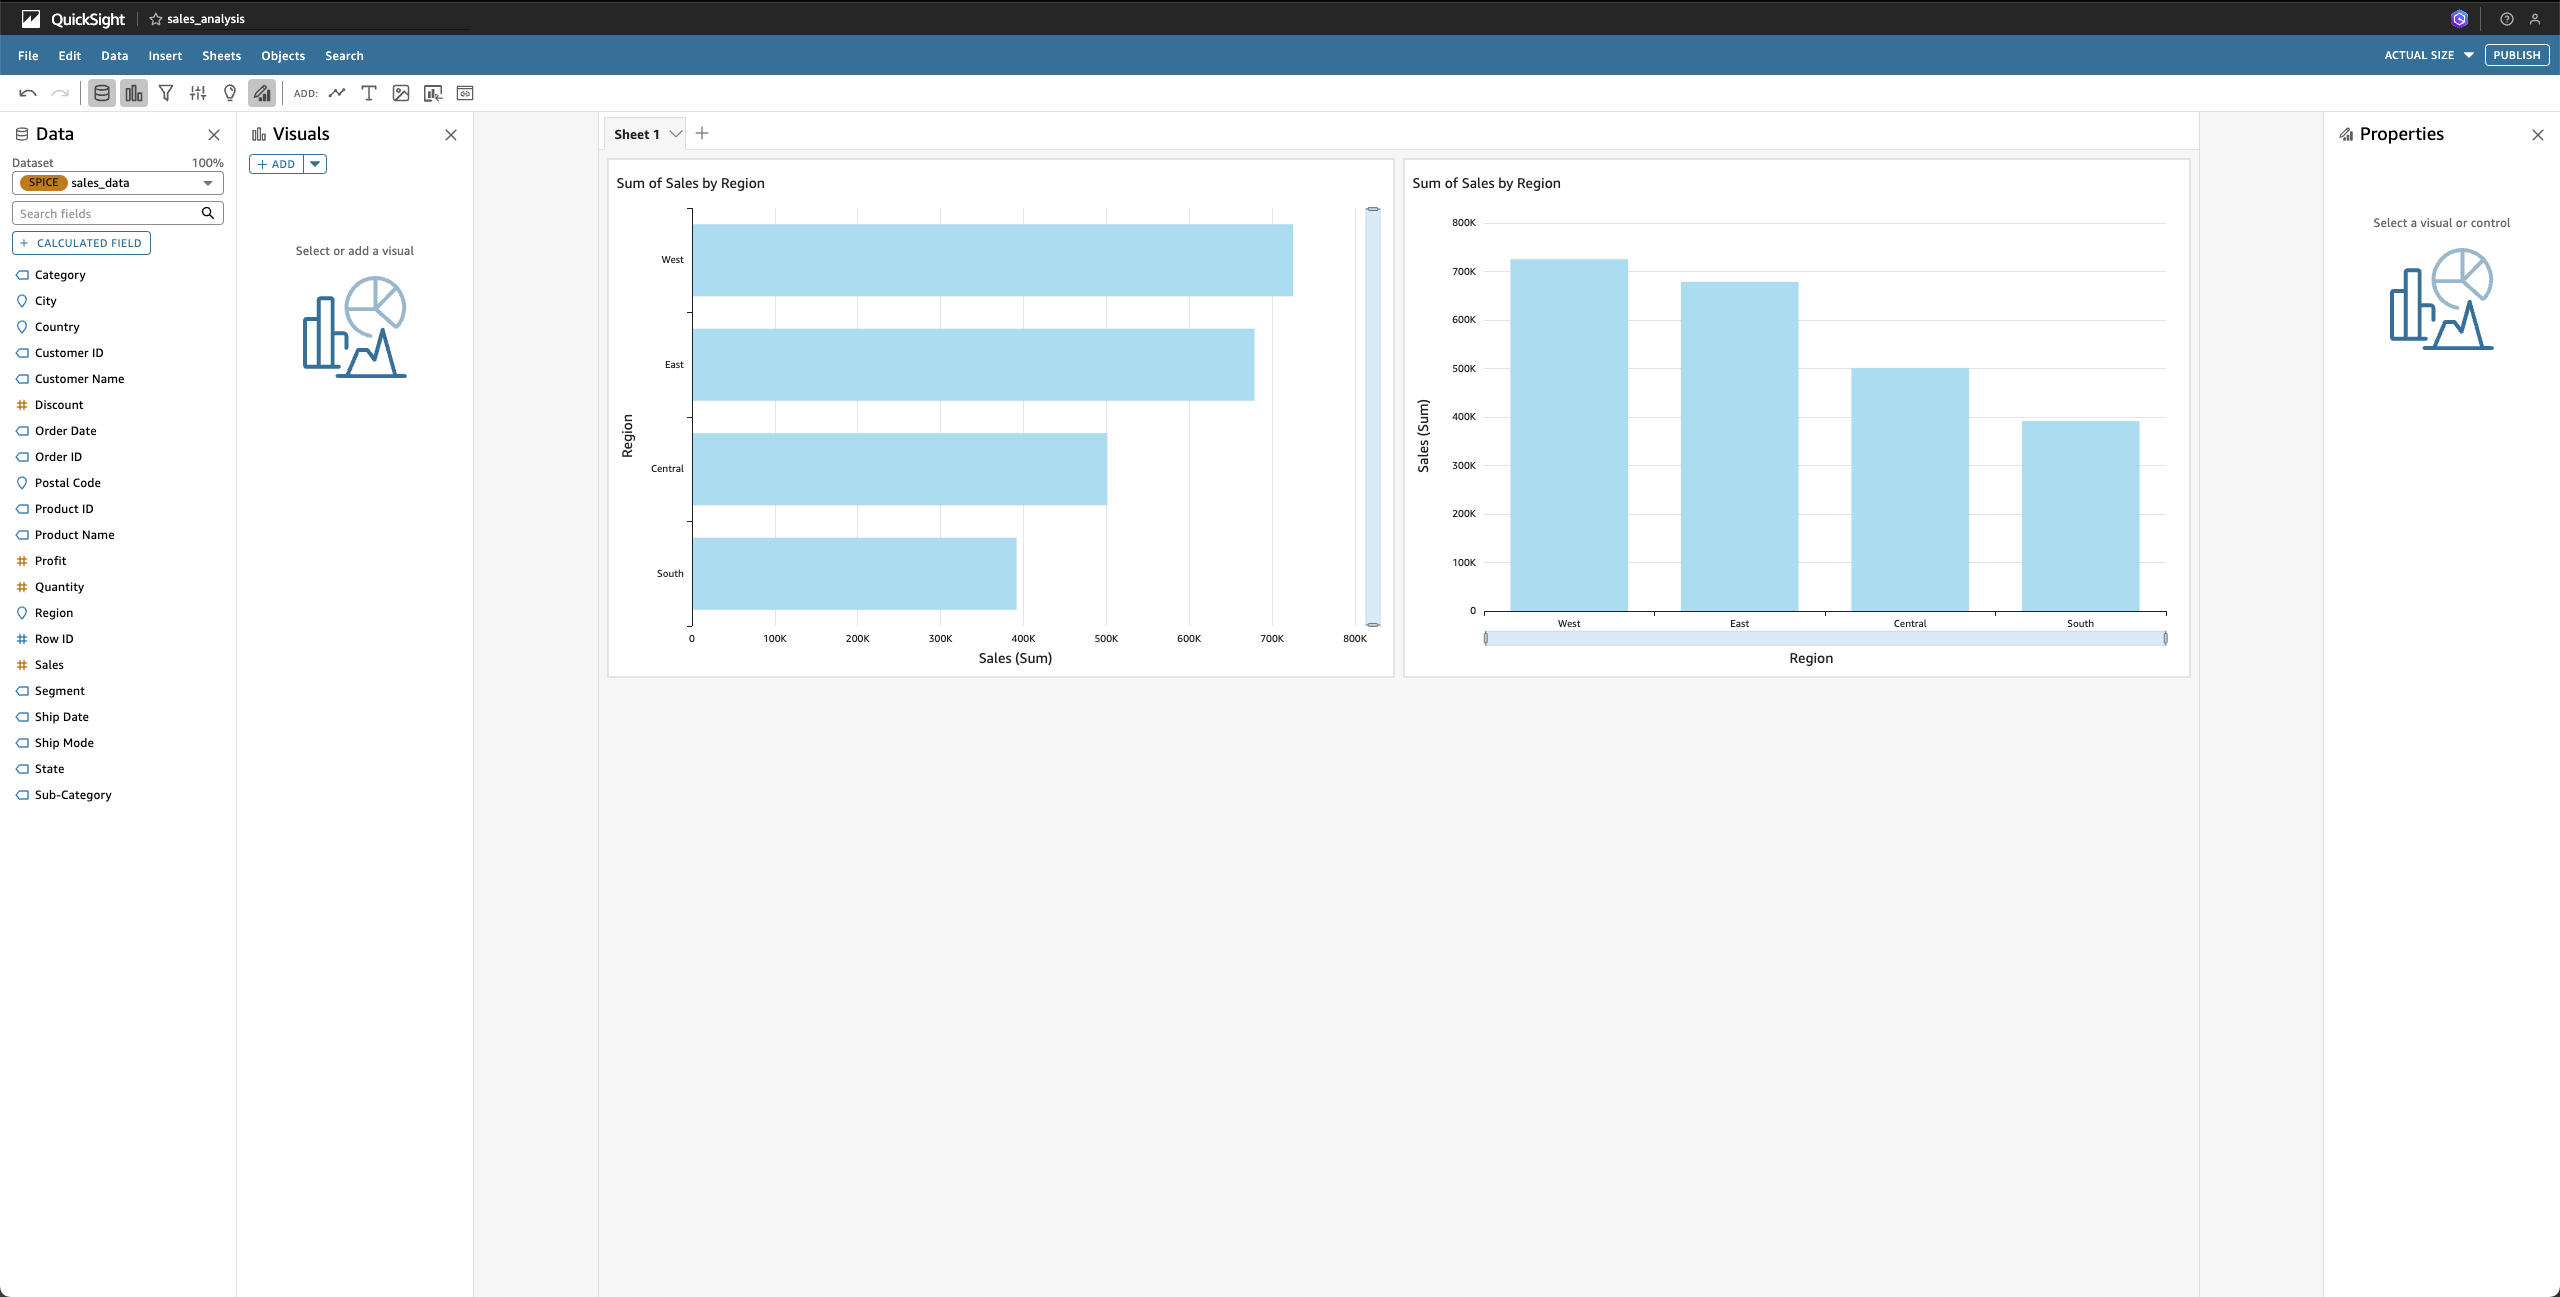 QuickSight sales_analysis
File Edit Data Insert Sheets Objects Search
ACTUAL SIZE PUBLISH
ADD:
Data
Dataset 100%
SPICE sales_data
Search fields
+ CALCULATED FIELD
Category
City
Country
Customer ID
Customer Name
Discount
Order Date
Order ID
Postal Code
Product ID
Product Name
Profit
Quantity
Region
Row ID
Sales
Segment
Ship Date
Ship Mode
State
Sub-Category
Visuals
+ ADD
Select or add a visual
Sheet 1
Sum of Sales by Region
Region
West
East
Central
South
0 100K 200K 300K 400K 500K 600K 700K 800K
Sales (Sum)
Sum of Sales by Region
Sales (Sum)
800K
700K
600K
500K
400K
300K
200K
100K
0
West East Central South
Region
Properties
Select a visual or control